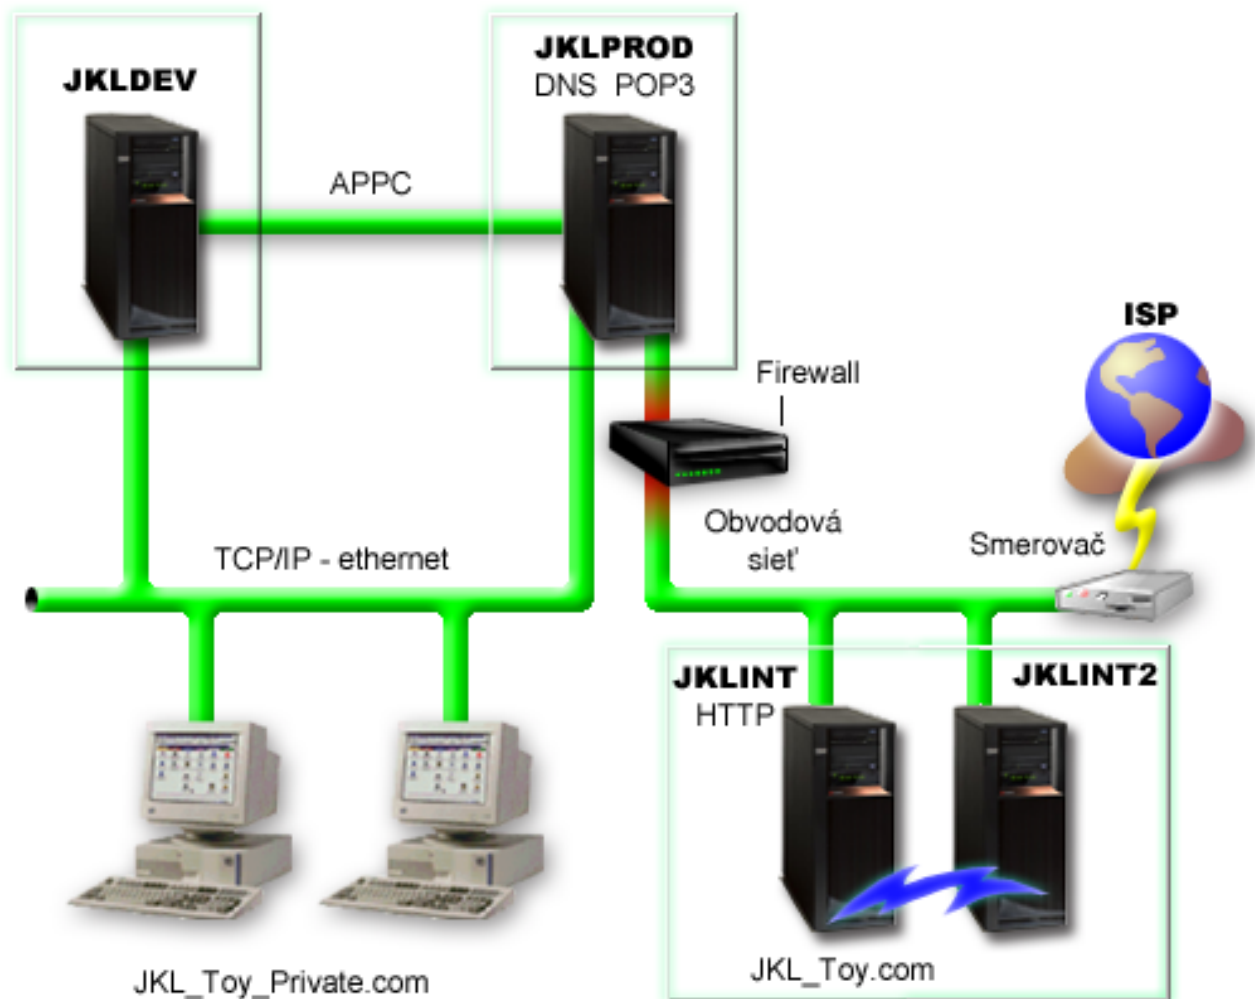 JKLDEV
JKLPROD
DNS POP3
APPC
ISP
Firewall
Obvodová
sieť
Smerovač
TCP/IP - ethernet
JKLINT
HTTP
JKLINT2
JKL_Toy.com
JKL_Toy_Private.com